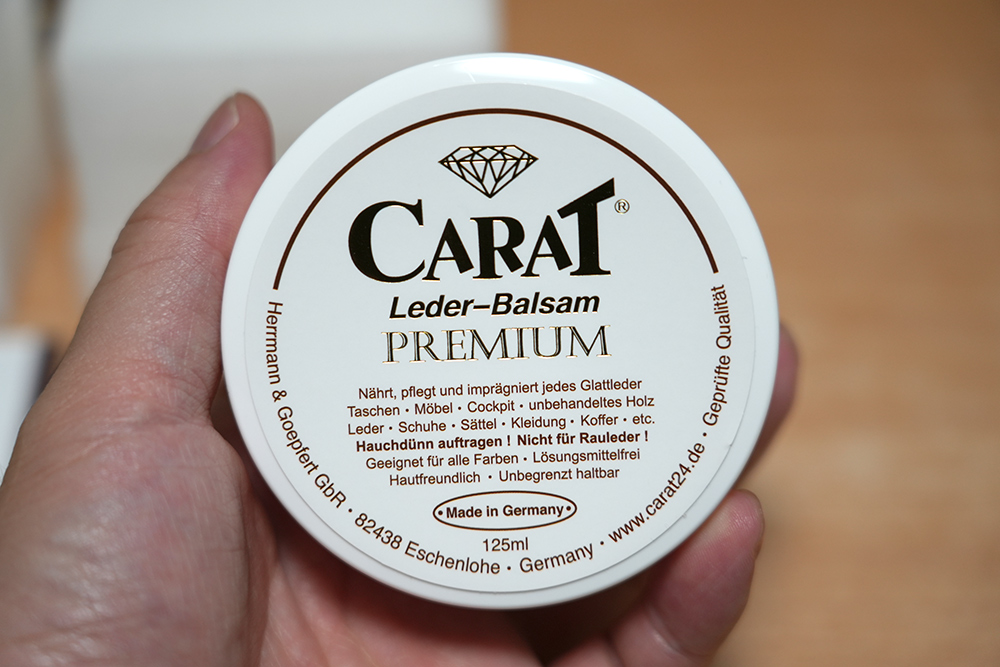 CARAT®
Leder–Balsam
PREMIUM
Nährt, pflegt und imprägniert jedes Glattleder
Taschen • Möbel • Cockpit • unbehandeltes Holz
Leder • Schuhe • Sättel • Kleidung • Koffer • etc.
Hauchdünn auftragen ! Nicht für Rauleder !
Geeignet für alle Farben • Lösungsmittelfrei
Hautfreundlich • Unbegrenzt haltbar
• Made in Germany •
125ml
Herrmann & Goepfert GbR • 82438 Eschenlohe • Germany • www.carat24.de • Geprüfte Qualität